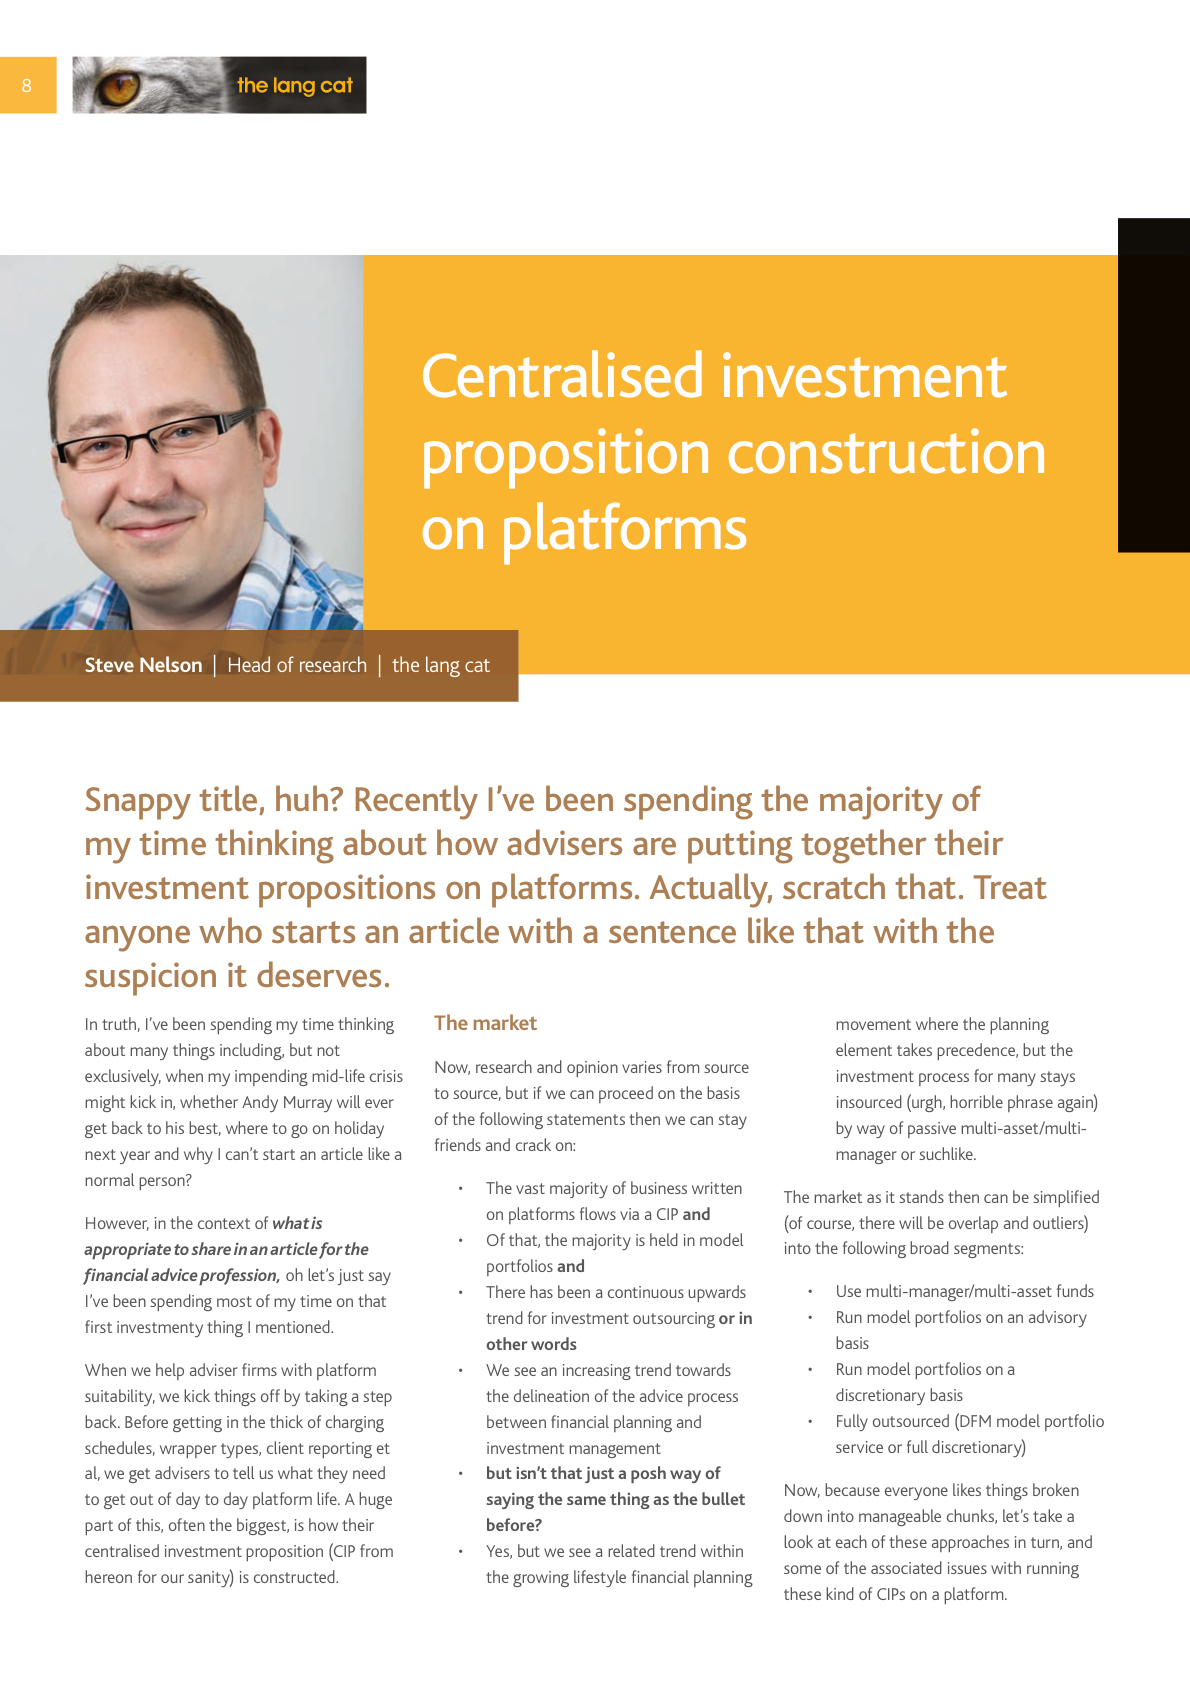 8
the lang cat
Centralised investment
proposition construction
on platforms
Steve Nelson | Head of research | the lang cat
Snappy title, huh? Recently I’ve been spending the majority of
my time thinking about how advisers are putting together their
investment propositions on platforms. Actually, scratch that. Treat
anyone who starts an article with a sentence like that with the
suspicion it deserves.
In truth, I’ve been spending my time thinking
about many things including, but not
exclusively, when my impending mid-life crisis
might kick in, whether Andy Murray will ever
get back to his best, where to go on holiday
next year and why I can’t start an article like a
normal person?
However, in the context of what is
appropriate to share in an article for the
financial advice profession, oh let’s just say
I’ve been spending most of my time on that
first investmenty thing I mentioned.
When we help adviser firms with platform
suitability, we kick things off by taking a step
back. Before getting in the thick of charging
schedules, wrapper types, client reporting et
al, we get advisers to tell us what they need
to get out of day to day platform life. A huge
part of this, often the biggest, is how their
centralised investment proposition (CIP from
hereon for our sanity) is constructed.
The market
Now, research and opinion varies from source
to source, but if we can proceed on the basis
of the following statements then we can stay
friends and crack on:
• The vast majority of business written
on platforms flows via a CIP and
• Of that, the majority is held in model
portfolios and
• There has been a continuous upwards
trend for investment outsourcing or in
other words
• We see an increasing trend towards
the delineation of the advice process
between financial planning and
investment management
• but isn’t that just a posh way of
saying the same thing as the bullet
before?
• Yes, but we see a related trend within
the growing lifestyle financial planning
movement where the planning
element takes precedence, but the
investment process for many stays
insourced (urgh, horrible phrase again)
by way of passive multi-asset/multi-
manager or suchlike.
The market as it stands then can be simplified
(of course, there will be overlap and outliers)
into the following broad segments:
• Use multi-manager/multi-asset funds
• Run model portfolios on an advisory
basis
• Run model portfolios on a
discretionary basis
• Fully outsourced (DFM model portfolio
service or full discretionary)
Now, because everyone likes things broken
down into manageable chunks, let’s take a
look at each of these approaches in turn, and
some of the associated issues with running
these kind of CIPs on a platform.